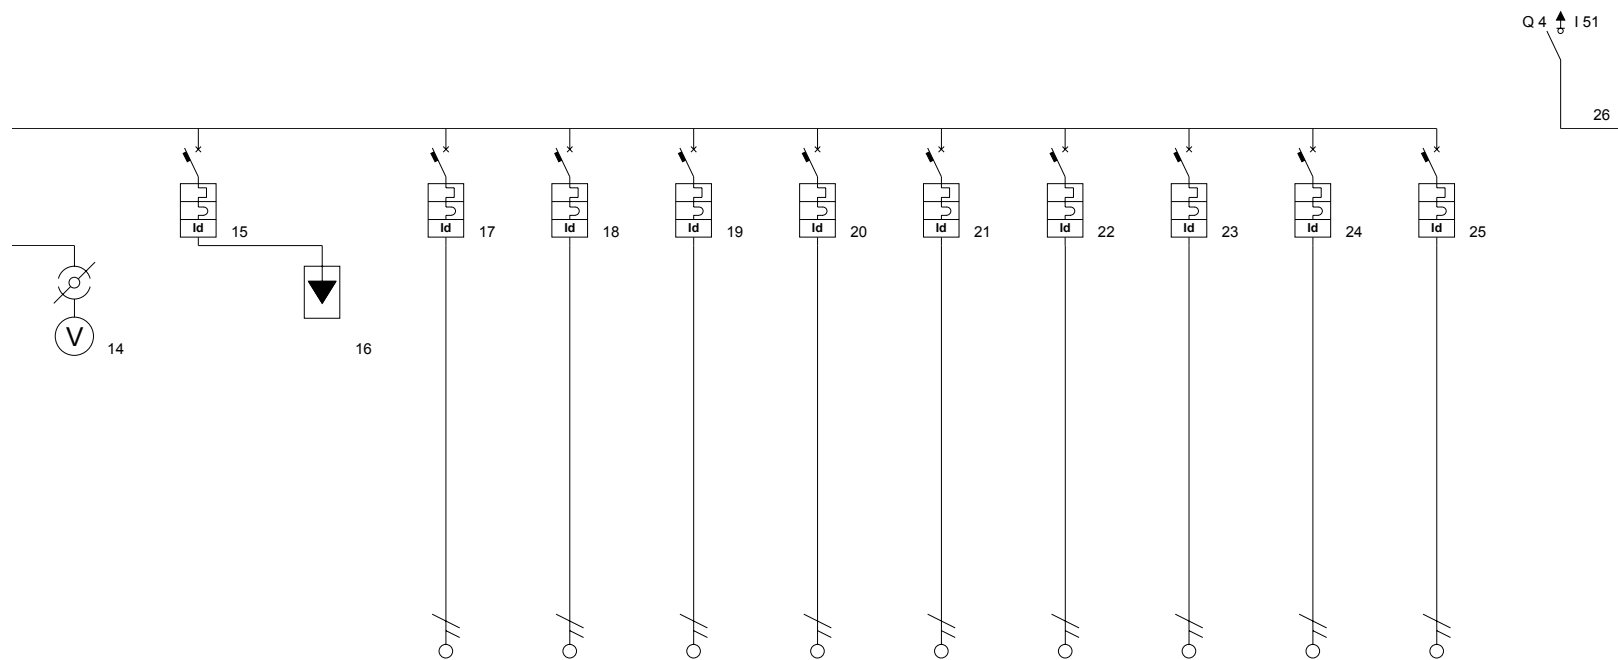 Q 4 I 51
26
Id 15
Id 17
Id 18
Id 19
Id 20
Id 21
Id 22
Id 23
Id 24
Id 25
V 14
16